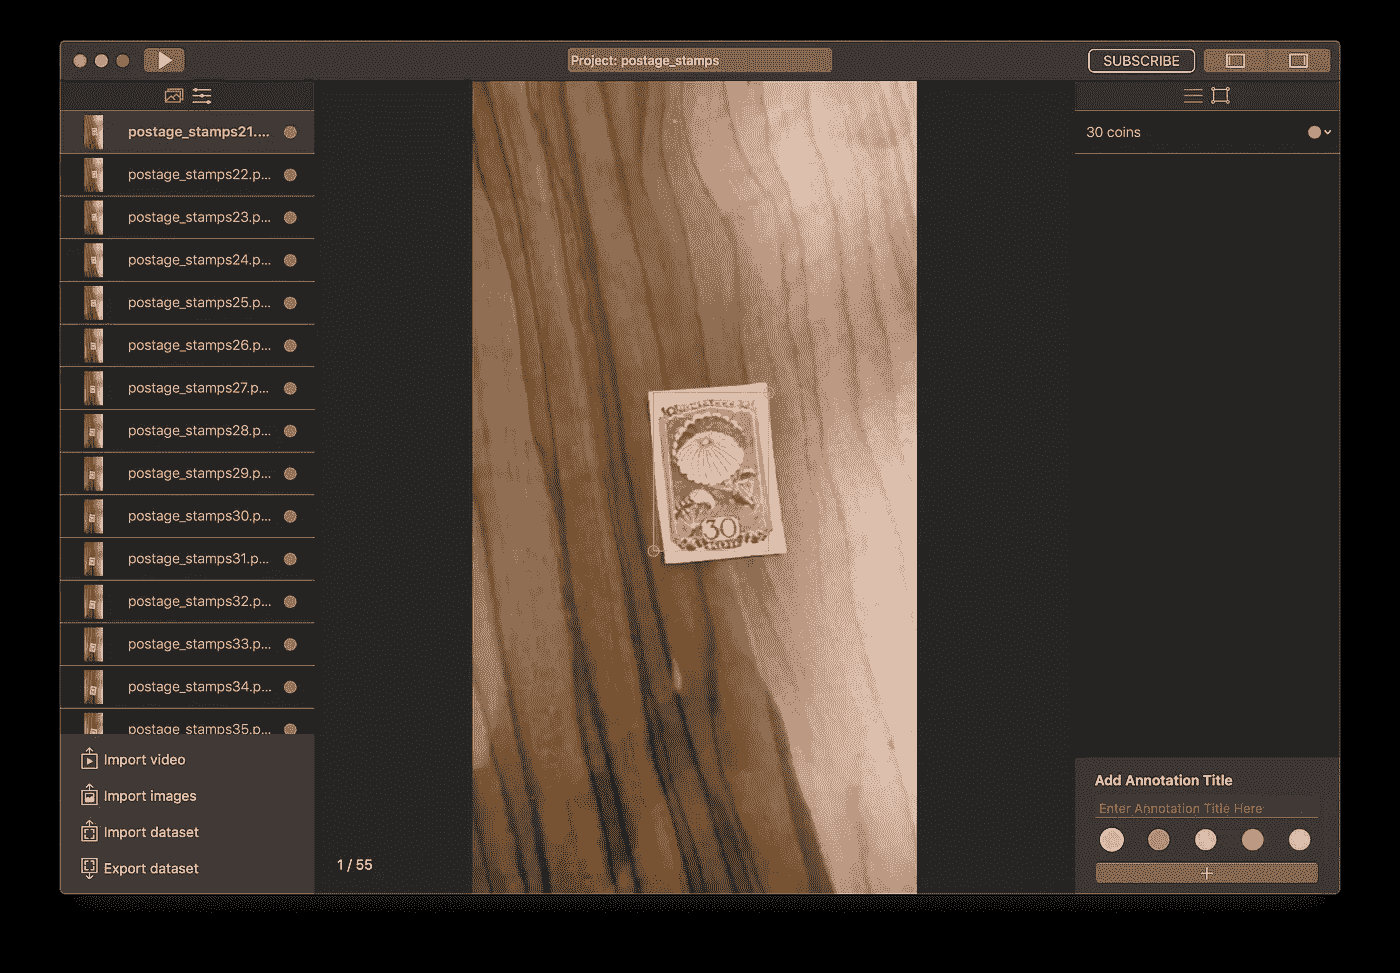 Project: postage_stamps
SUBSCRIBE
postage_stamps21....
postage_stamps22.p...
postage_stamps23.p...
postage_stamps24.p...
postage_stamps25.p...
postage_stamps26.p...
postage_stamps27.p...
postage_stamps28.p...
postage_stamps29.p...
postage_stamps30.p...
postage_stamps31.p...
postage_stamps32.p...
postage_stamps33.p...
postage_stamps34.p...
postage_stamps35.p...
Import video
Import images
Import dataset
Export dataset
30
1 / 55
30 coins
Add Annotation Title
Enter Annotation Title Here
+